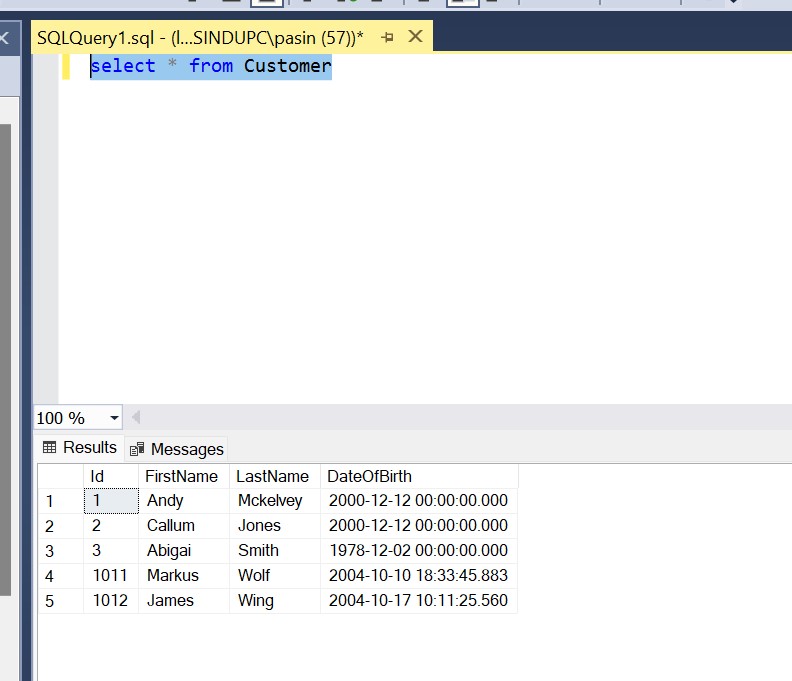 SQLQuery1.sql - (l...SINDUPC\pasin (57))*
select * from Customer
100 %
Results Messages
Id FirstName LastName DateOfBirth
1 1 Andy Mckelvey 2000-12-12 00:00:00.000
2 2 Callum Jones 2000-12-12 00:00:00.000
3 3 Abigai Smith 1978-12-02 00:00:00.000
4 1011 Markus Wolf 2004-10-10 18:33:45.883
5 1012 James Wing 2004-10-17 10:11:25.560